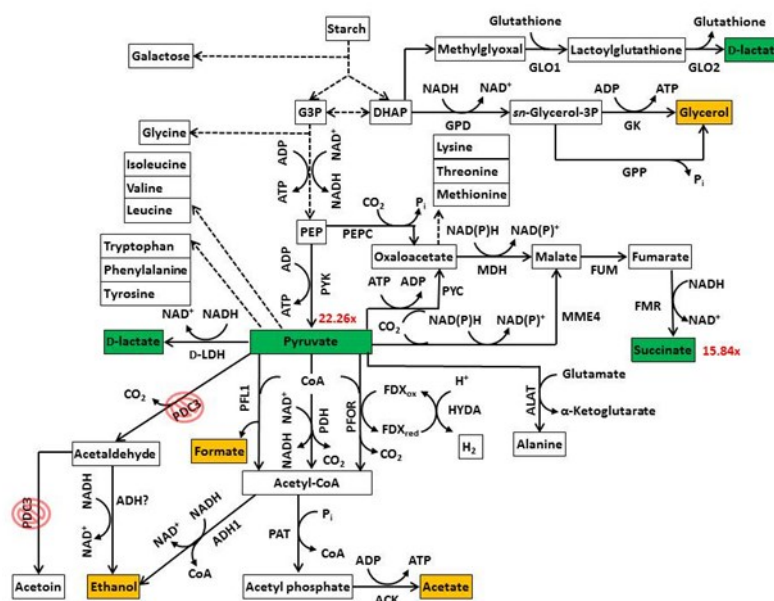 Starch
Galactose
Glutathione
Glutathione
Methylglyoxal
Lactoylglutathione
D-lactat
GLO1
GLO2
G3P
DHAP
NADH
NAD⁺
GPD
sn-Glycerol-3P
ADP
ATP
GK
Glycerol
GPP
Pᵢ
Glycine
ADP
ATP
NAD⁺
NADH
Isoleucine
Valine
Leucine
Lysine
Threonine
Methionine
Tryptophan
Phenylalanine
Tyrosine
PEP
CO₂
Pᵢ
PEPC
Oxaloacetate
NAD(P)H
NAD(P)⁺
MDH
Malate
FUM
Fumarate
ADP
ATP
PYK
22.26x
ATP
ADP
PYC
CO₂
NAD(P)H
NAD(P)⁺
MME4
FMR
NADH
NAD⁺
NAD⁺
NADH
D-lactate
D-LDH
Pyruvate
Succinate
15.84x
CO₂
PDC3
PFL1
CoA
NAD⁺
NADH
PDH
CO₂
PFOR
FDXox
FDXred
CO₂
H⁺
HYDA
H₂
ALAT
Glutamate
α-Ketoglutarate
Alanine
Acetaldehyde
Formate
Acetyl-CoA
PDC3
NADH
NAD⁺
ADH?
NAD⁺
NADH
ADH1
CoA
PAT
Pᵢ
CoA
Acetoin
Ethanol
Acetyl phosphate
ADP
ATP
ACK
Acetate